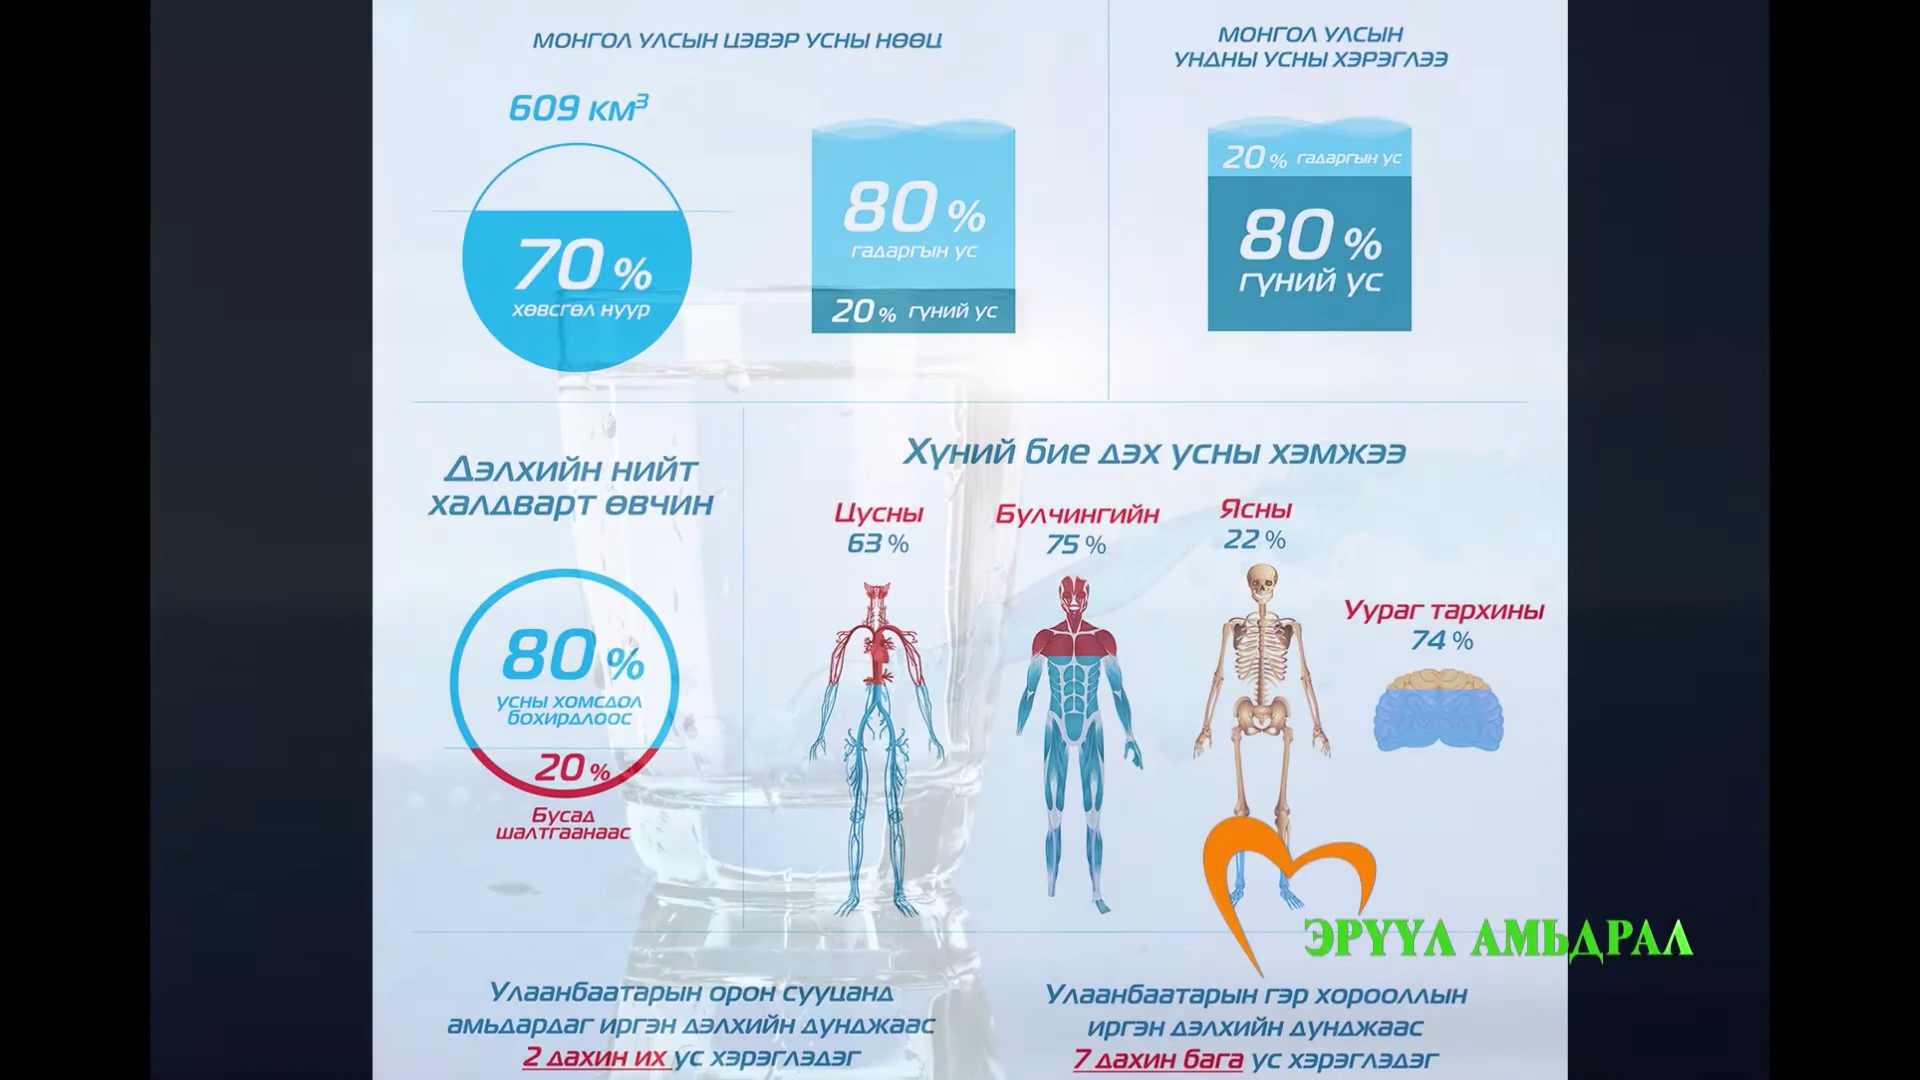 МОНГОЛ УЛСЫН ЦЭВЭР УСНЫ НӨӨЦ
609 км³
70 %
хөвсгөл нуур
80 %
гадаргын ус
20 % гүний ус
МОНГОЛ УЛСЫН
УНДНЫ УСНЫ ХЭРЭГЛЭЭ
20 % гадаргын ус
80 %
гүний ус
Дэлхийн нийт
халдварт өвчин
80 %
усны хомсдол
бохирдлоос
20 %
Бусад
шалтгаанаас
Хүний бие дэх усны хэмжээ
Цусны
63 %
Булчингийн
75 %
Ясны
22 %
Уураг тархины
74 %
ЭРҮҮЛ АМЬДРАЛ
Улаанбаатарын орон сууцанд
амьдардаг иргэн дэлхийн дунджаас
2 дахин их ус хэрэглэдэг
Улаанбаатарын гэр хорооллын
иргэн дэлхийн дунджаас
7 дахин бага ус хэрэглэдэг